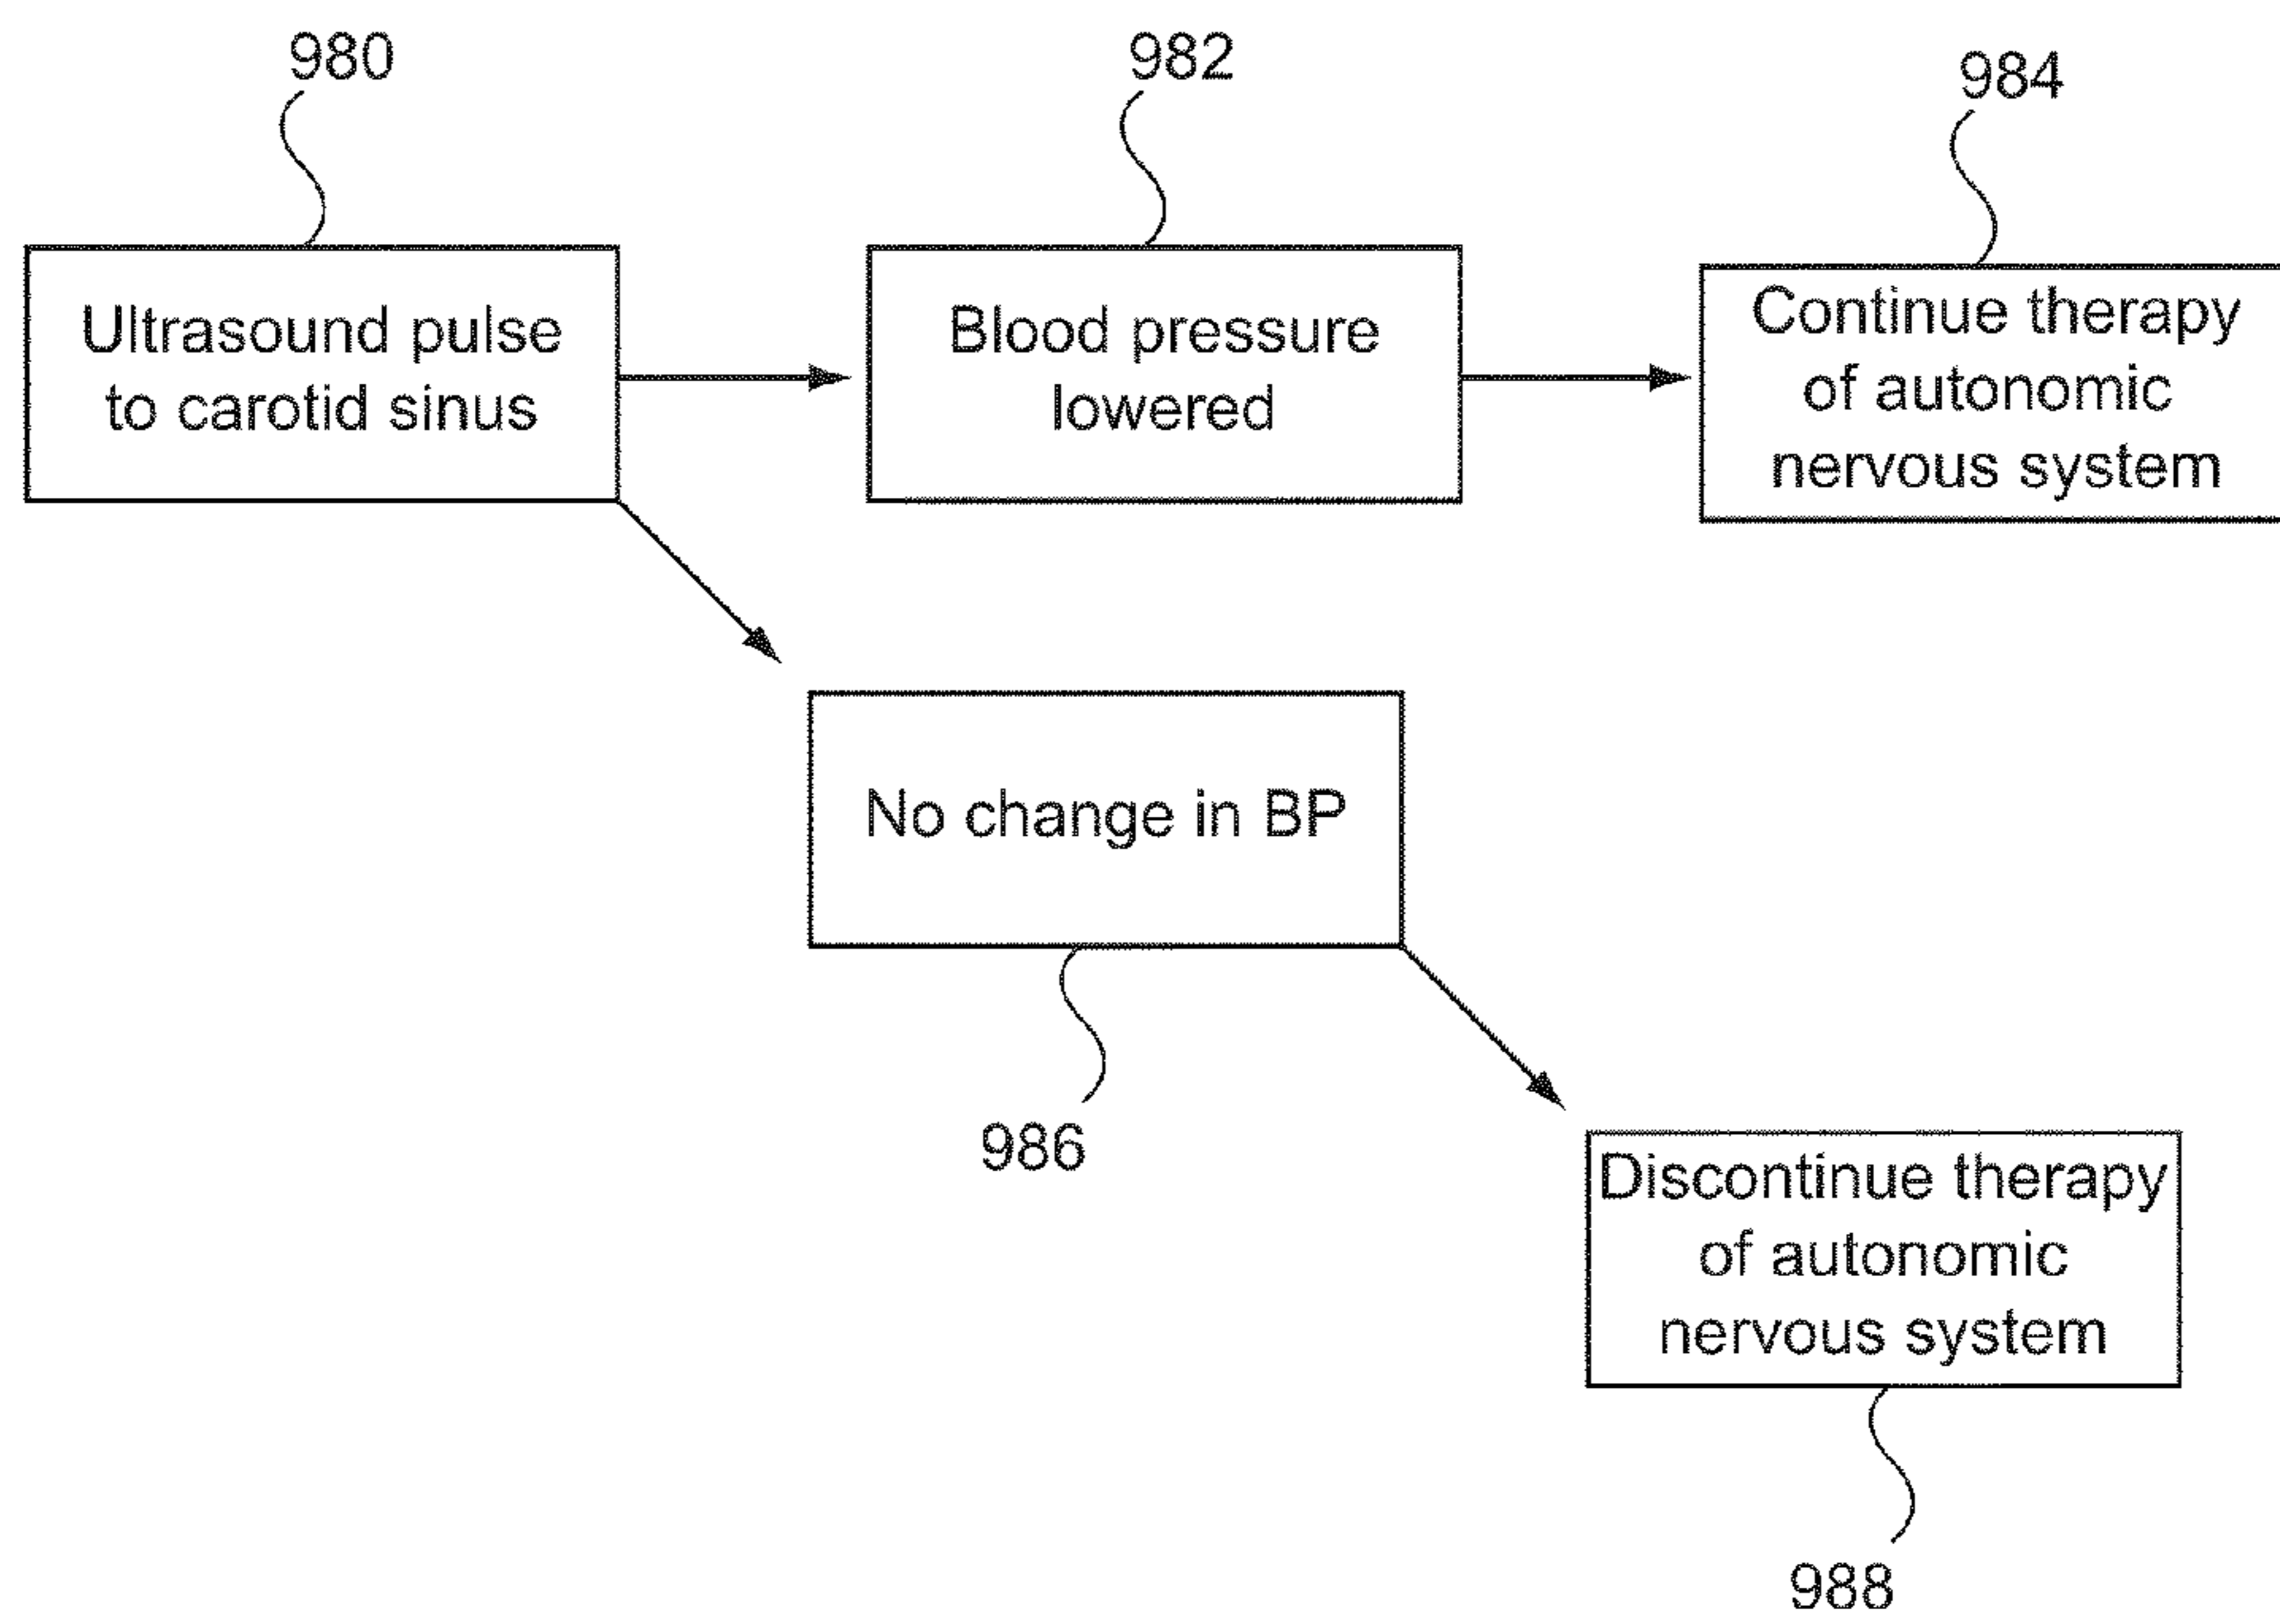 980
982
984
Ultrasound pulse
to carotid sinus
Blood pressure
lowered
Continue therapy
of autonomic
nervous system
No change in BP
986
Discontinue therapy
of autonomic
nervous system
988